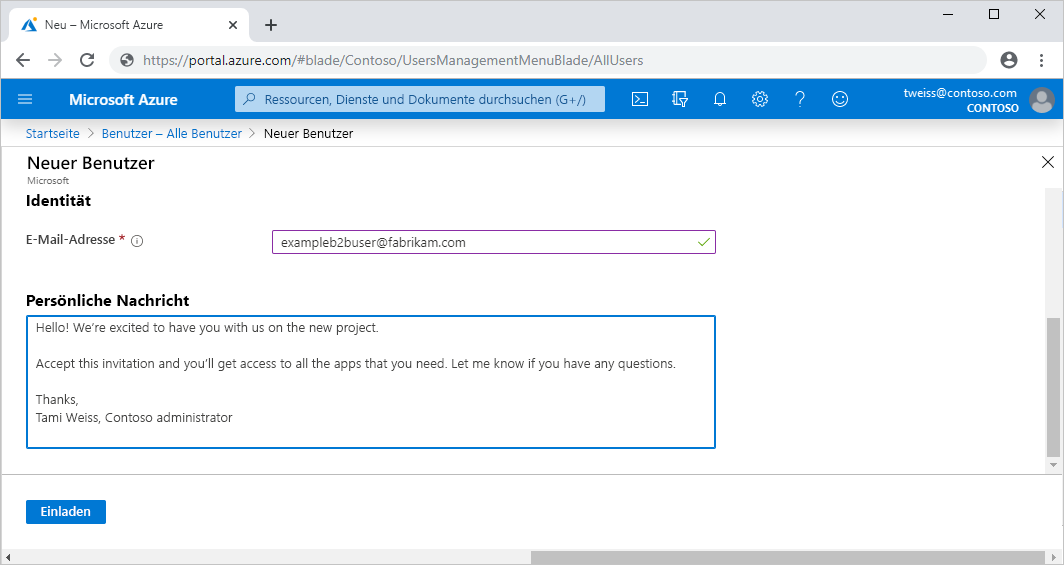 Neu – Microsoft Azure
https://portal.azure.com/#blade/Contoso/UsersManagementMenuBlade/AllUsers
Microsoft Azure
Ressourcen, Dienste und Dokumente durchsuchen (G+/)
tweiss@contoso.com
CONTOSO
Startseite > Benutzer – Alle Benutzer > Neuer Benutzer
Neuer Benutzer
Microsoft
Identität
E-Mail-Adresse *
exampleb2buser@fabrikam.com
Persönliche Nachricht
Hello! We're excited to have you with us on the new project.
Accept this invitation and you'll get access to all the apps that you need. Let me know if you have any questions.
Thanks,
Tami Weiss, Contoso administrator
Einladen